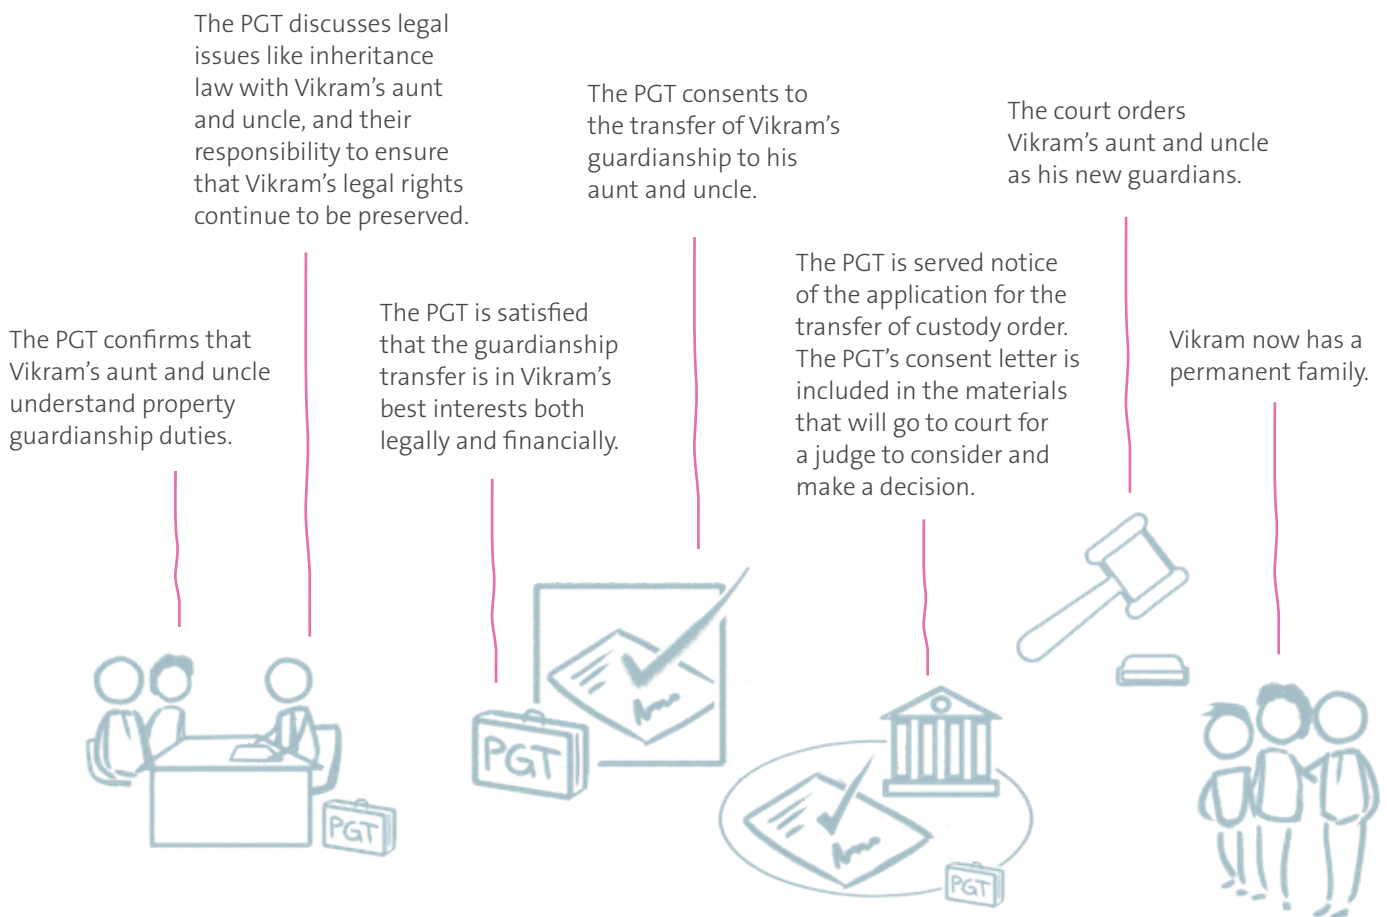 The PGT confirms that
Vikram’s aunt and uncle
understand property
guardianship duties.
The PGT discusses legal
issues like inheritance
law with Vikram’s aunt
and uncle, and their
responsibility to ensure
that Vikram’s legal rights
continue to be preserved.
The PGT is satisfied
that the guardianship
transfer is in Vikram’s
best interests both
legally and financially.
The PGT consents to
the transfer of Vikram’s
guardianship to his
aunt and uncle.
The PGT is served notice
of the application for the
transfer of custody order.
The PGT’s consent letter is
included in the materials
that will go to court for
a judge to consider and
make a decision.
The court orders
Vikram’s aunt and uncle
as his new guardians.
Vikram now has a
permanent family.
PGT
PGT
PGT